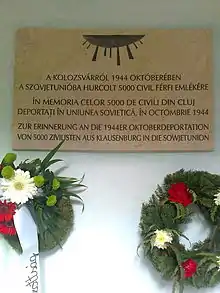 A KOLOZSVÁRRÓL 1944 OKTÓBERÉBEN
A SZOVJETUNIÓBA HURCOLT 5000 CIVIL FÉRFI EMLÉKÉRE
ÎN MEMORIA CELOR 5000 DE CIVILI DIN CLUJ
DEPORTAȚI ÎN UNIUNEA SOVIETICĂ, ÎN OCTOMBRIE 1944
ZUR ERINNERUNG AN DIE 1944ER OKTOBERDEPORTATION
VON 5000 ZIVILISTEN AUS KLAUSENBURG IN DIE SOWJETUNION